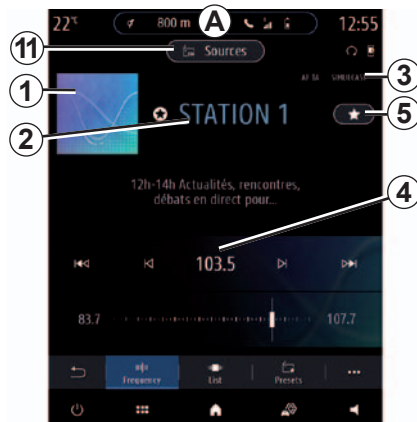 22°C 800 m A 12:55
11 Sources
1 AF TA SIMULCAST 3
2 STATION 1 5
12h-14h Actualités, rencontres,
débats en direct pour...
4
103.5
83.7 107.7
Frequency List Presets ...